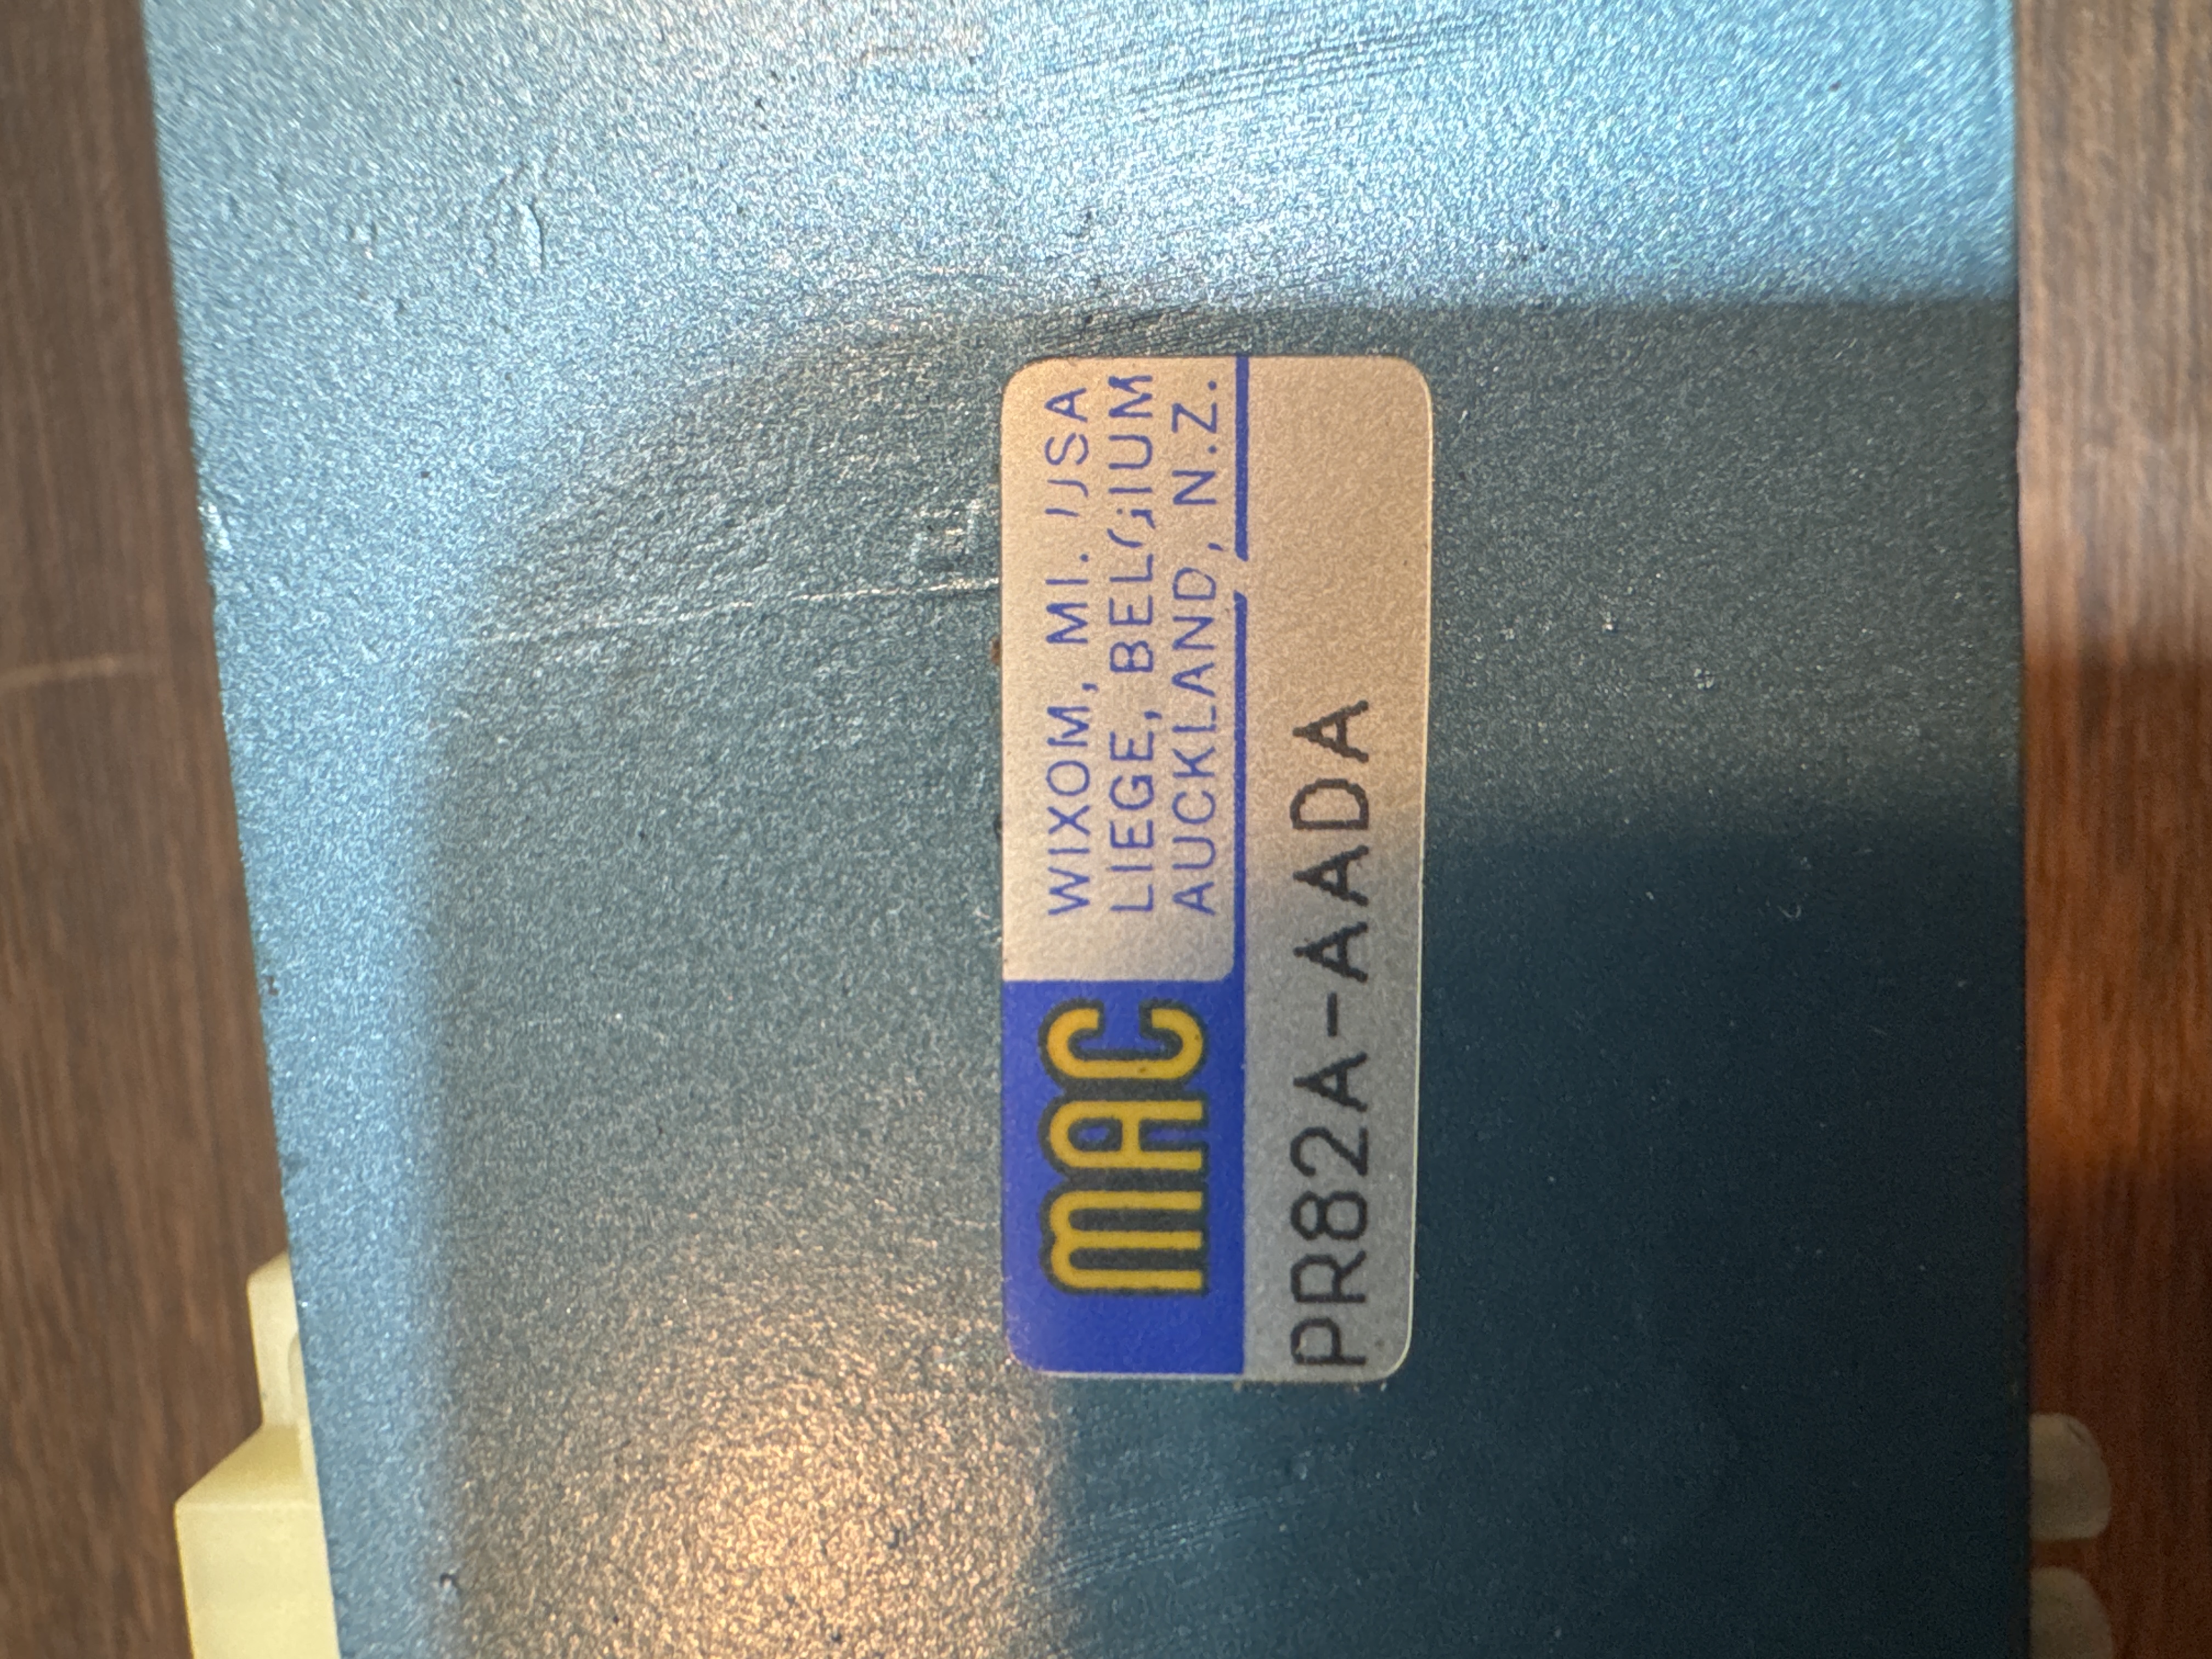 MAC
WIXOM, MI. USA
LIEGE, BELGIUM
AUCKLAND, N.Z.
PR82A-AADA